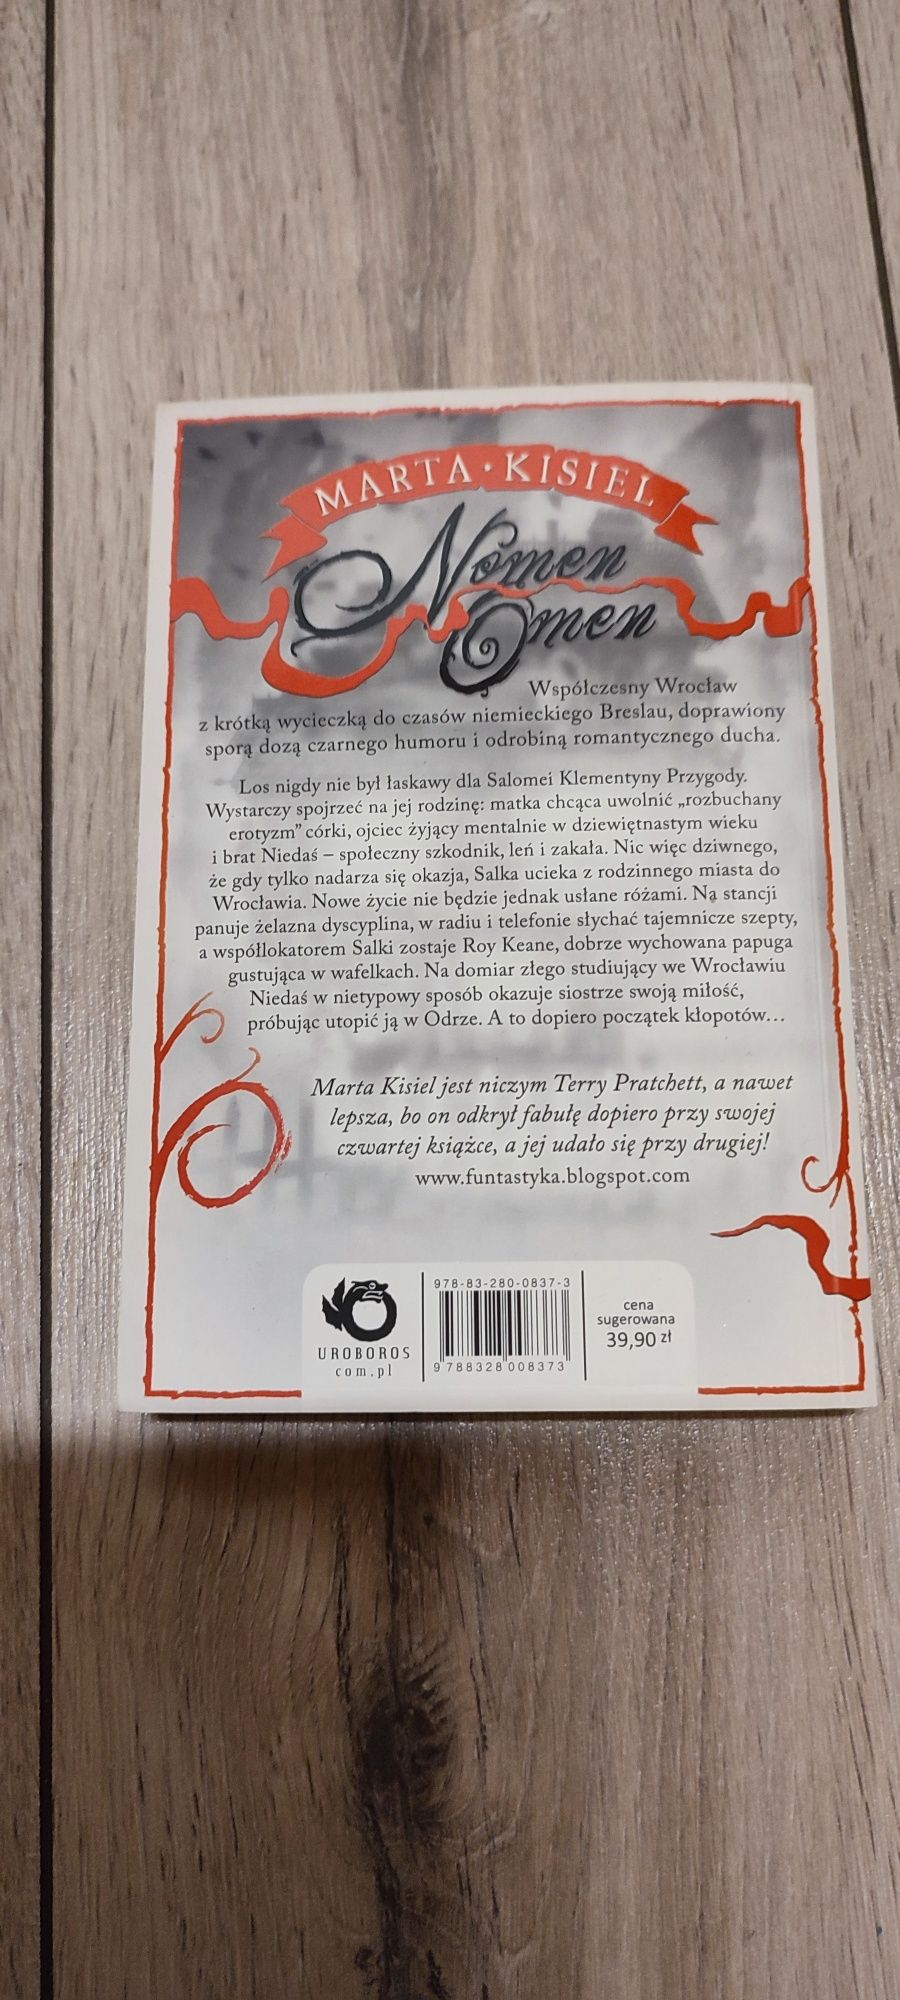 MARTA · KISIEL
Nomen
Omen
Współczesny Wrocław
z krótką wycieczką do czasów niemieckiego Breslau, doprawiony
sporą dozą czarnego humoru i odrobiną romantycznego ducha.
Los nigdy nie był łaskawy dla Salomei Klementyny Przygody.
Wystarczy spojrzeć na jej rodzinę: matka chcąca uwolnić „rozbuchany
erotyzm” córki, ojciec żyjący mentalnie w dziewiętnastym wieku
i brat Niedaś – społeczny szkodnik, leń i zakała. Nic więc dziwnego,
że gdy tylko nadarza się okazja, Salka ucieka z rodzinnego miasta do
Wrocławia. Nowe życie nie będzie jednak usłane różami. Na stancji
panuje żelazna dyscyplina, w radiu i telefonie słychać tajemnicze szepty,
a współlokatorem Salki zostaje Roy Keane, dobrze wychowana papuga
gustująca w wafelkach. Na domiar złego studiujący we Wrocławiu
Niedaś w nietypowy sposób okazuje siostrze swoją miłość,
próbując utopić ją w Odrze. A to dopiero początek kłopotów…
Marta Kisiel jest niczym Terry Pratchett, a nawet
lepsza, bo on odkrył fabułę dopiero przy swojej
czwartej książce, a jej udało się przy drugiej!
www.funtastyka.blogspot.com
UROBOROS
com.pl
978-83-280-0837-3
9 788328 008373
cena
sugerowana
39,90 zł